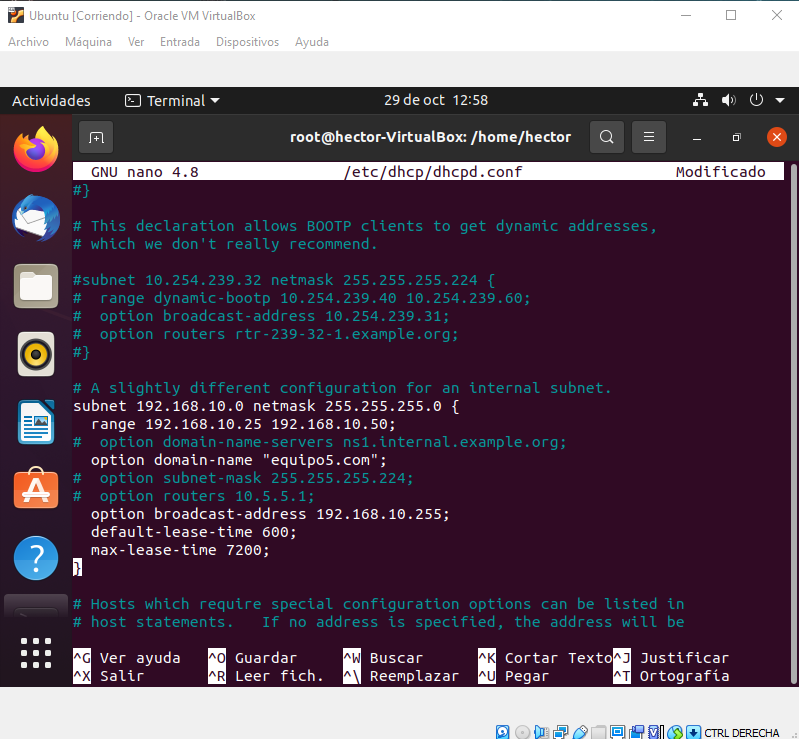 Ubuntu [Corriendo] - Oracle VM VirtualBox
Archivo Máquina Ver Entrada Dispositivos Ayuda
Actividades Terminal 29 de oct 12:58
root@hector-VirtualBox: /home/hector
GNU nano 4.8 /etc/dhcp/dhcpd.conf Modificado
#}
# This declaration allows BOOTP clients to get dynamic addresses,
# which we don't really recommend.
#subnet 10.254.239.32 netmask 255.255.255.224 {
#  range dynamic-bootp 10.254.239.40 10.254.239.60;
#  option broadcast-address 10.254.239.31;
#  option routers rtr-239-32-1.example.org;
#}
# A slightly different configuration for an internal subnet.
subnet 192.168.10.0 netmask 255.255.255.0 {
  range 192.168.10.25 192.168.10.50;
#  option domain-name-servers ns1.internal.example.org;
  option domain-name "equipo5.com";
#  option subnet-mask 255.255.255.224;
#  option routers 10.5.5.1;
  option broadcast-address 192.168.10.255;
  default-lease-time 600;
  max-lease-time 7200;
}
# Hosts which require special configuration options can be listed in
# host statements.   If no address is specified, the address will be
^G Ver ayuda ^O Guardar ^W Buscar ^K Cortar Texto ^J Justificar
^X Salir ^R Leer fich. ^\ Reemplazar ^U Pegar ^T Ortografía
CTRL DERECHA